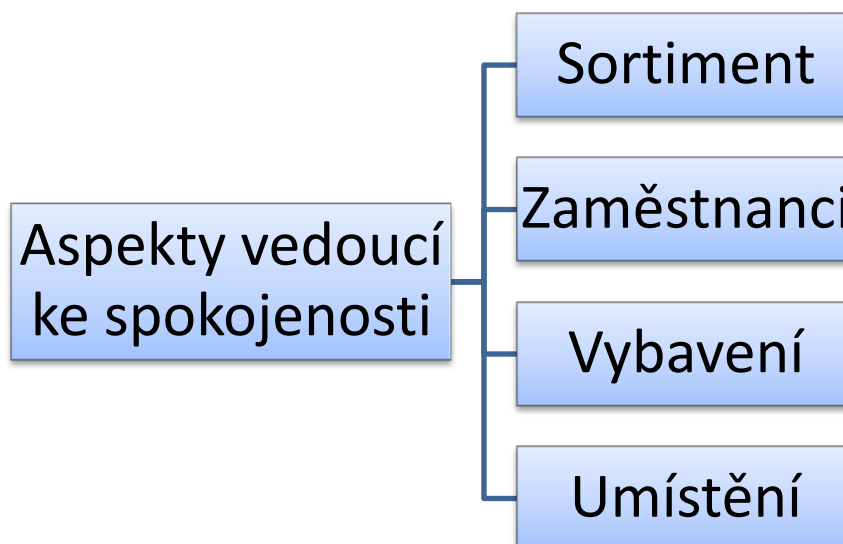 Sortiment
Zaměstnanci
Aspekty vedoucí
ke spokojenosti
Vybavení
Umístění